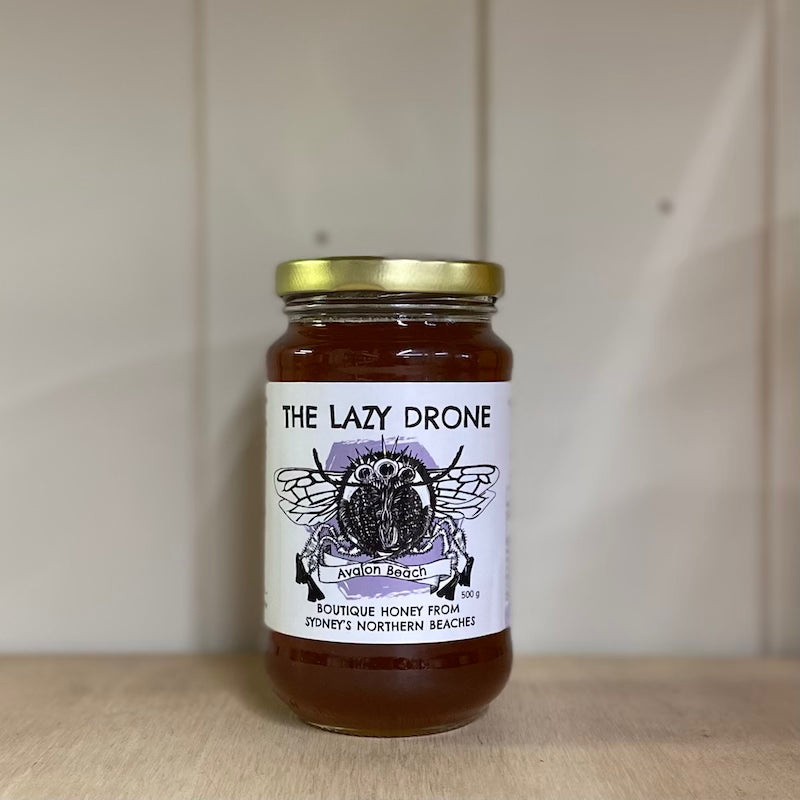 THE LAZY DRONE
Avalon Beach
500 g
BOUTIQUE HONEY FROM
SYDNEY'S NORTHERN BEACHES